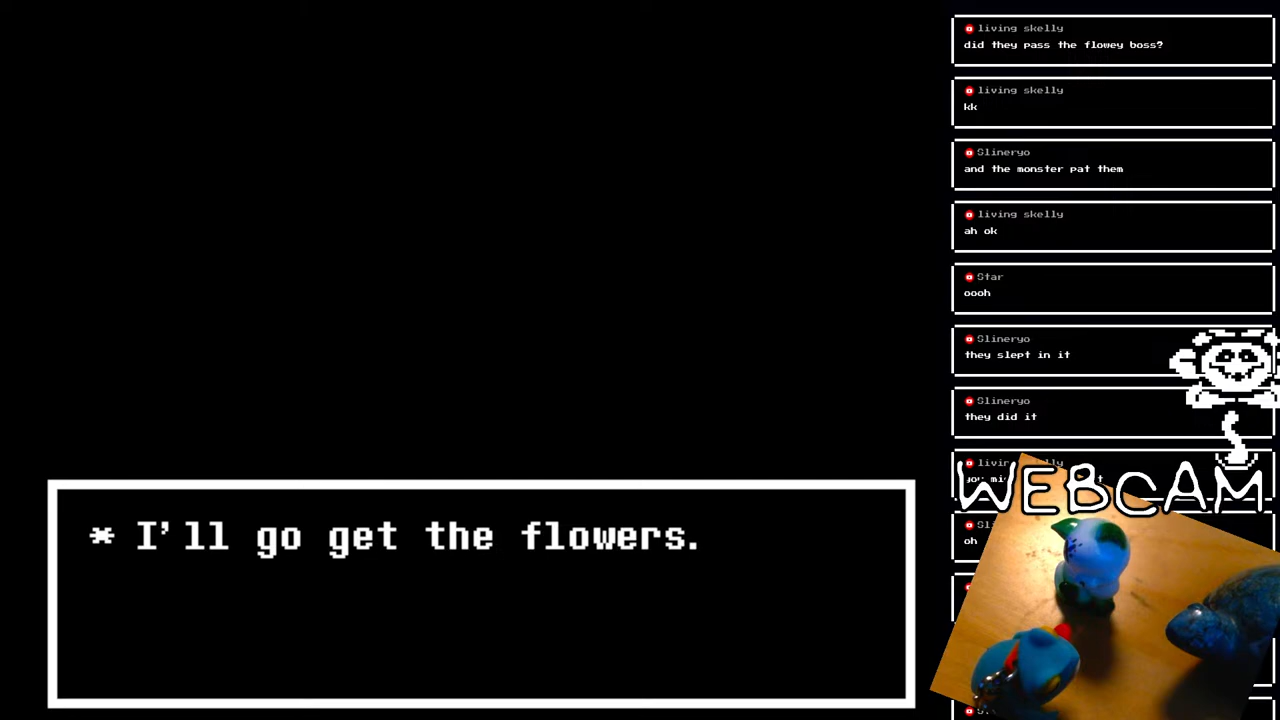 living skelly
did they pass the flowey boss?
living skelly
kk
Slineryo
and the monster pat them
living skelly
ah ok
Star
oooh
Slineryo
they slept in it
Slineryo
they did it
WEBCAM
oh
* I'll go get the flowers.